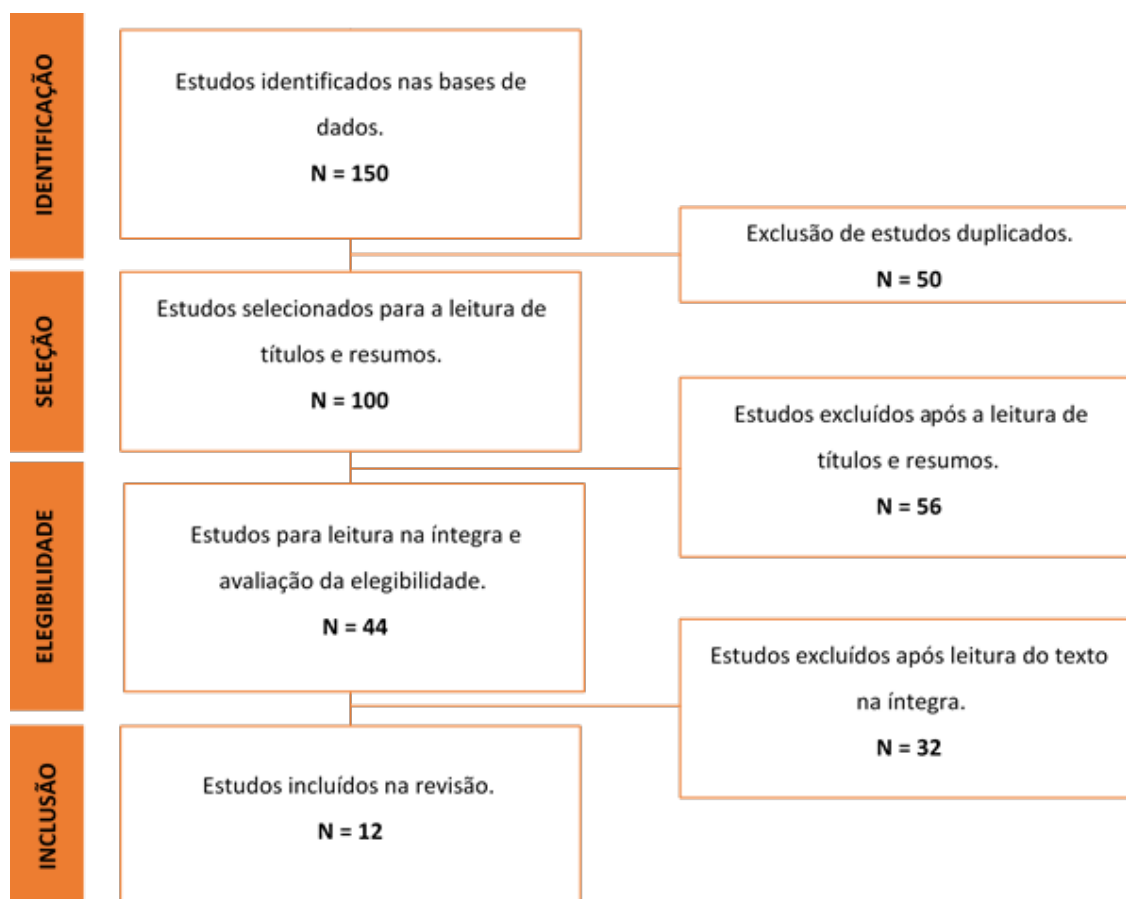 IDENTIFICAÇÃO
Estudos identificados nas bases de
dados.
N = 150
Exclusão de estudos duplicados.
N = 50
SELEÇÃO
Estudos selecionados para a leitura de
títulos e resumos.
N = 100
Estudos excluídos após a leitura de
títulos e resumos.
N = 56
ELEGIBILIDADE
Estudos para leitura na íntegra e
avaliação da elegibilidade.
N = 44
Estudos excluídos após leitura do texto
na íntegra.
N = 32
INCLUSÃO
Estudos incluídos na revisão.
N = 12